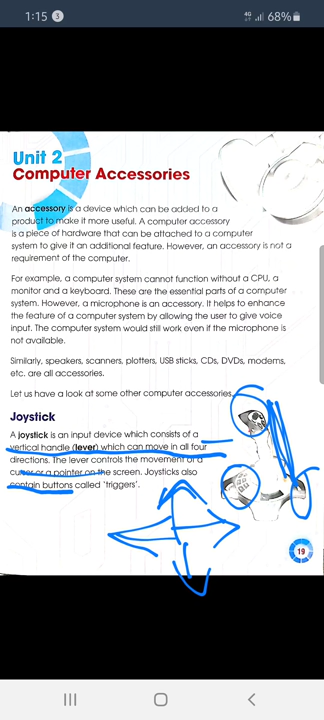 1:15 3 4G 68%
Unit 2
Computer Accessories
An accessory is a device which can be added to a
product to make it more useful. A computer accessory
is a piece of hardware that can be attached to a computer
system to give it an additional feature. However, an accessory is not a
requirement of the computer.
For example, a computer system cannot function without a CPU, a
monitor and a keyboard. These are the essential parts of a computer
system. However, a microphone is an accessory. It helps to enhance
the feature of a computer system by allowing the user to give voice
input. The computer system would still work even if the microphone is
not available.
Similarly, speakers, scanners, plotters, USB sticks, CDs, DVDs, modems,
etc. are all accessories.
Let us have a look at some other computer accessories.
Joystick
A joystick is an input device which consists of a
vertical handle (lever) which can move in all four
directions. The lever controls the movement of a
cursor or a pointer on the screen. Joysticks also
contain buttons called 'triggers'.
19